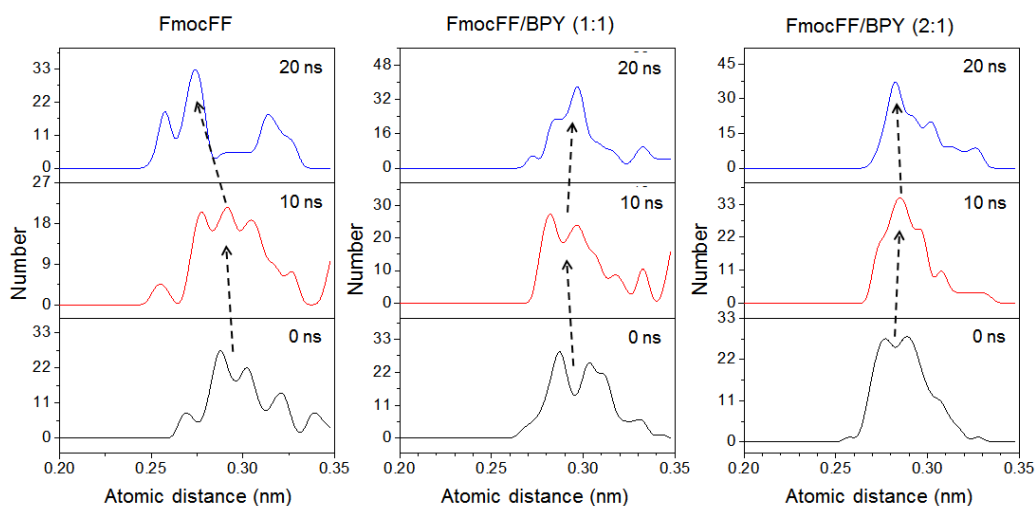 FmocFF
FmocFF/BPY (1:1)
FmocFF/BPY (2:1)
33
22
11
0
20 ns
48
36
24
12
0
20 ns
45
30
15
0
20 ns
27
18
9
0
10 ns
30
20
10
0
10 ns
33
22
11
0
10 ns
33
22
11
0
0 ns
33
22
11
0
0 ns
33
22
11
0
0 ns
Number
Number
Number
0.20 0.25 0.30 0.35
0.20 0.25 0.30 0.35
0.20 0.25 0.30 0.35
Atomic distance (nm)
Atomic distance (nm)
Atomic distance (nm)